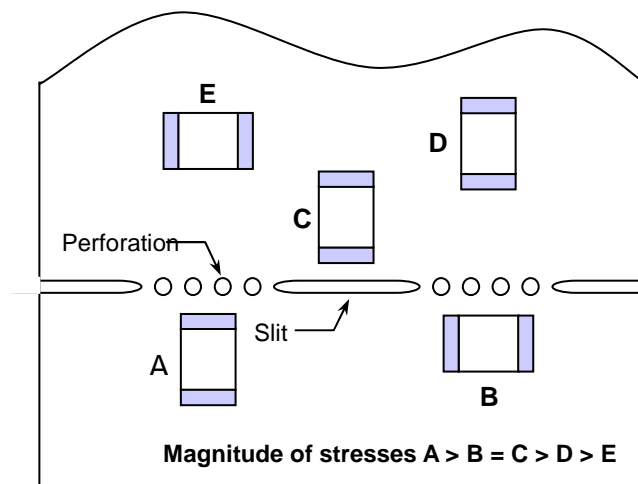 E
D
C
Perforation
Slit
A
B
Magnitude of stresses A > B = C > D > E